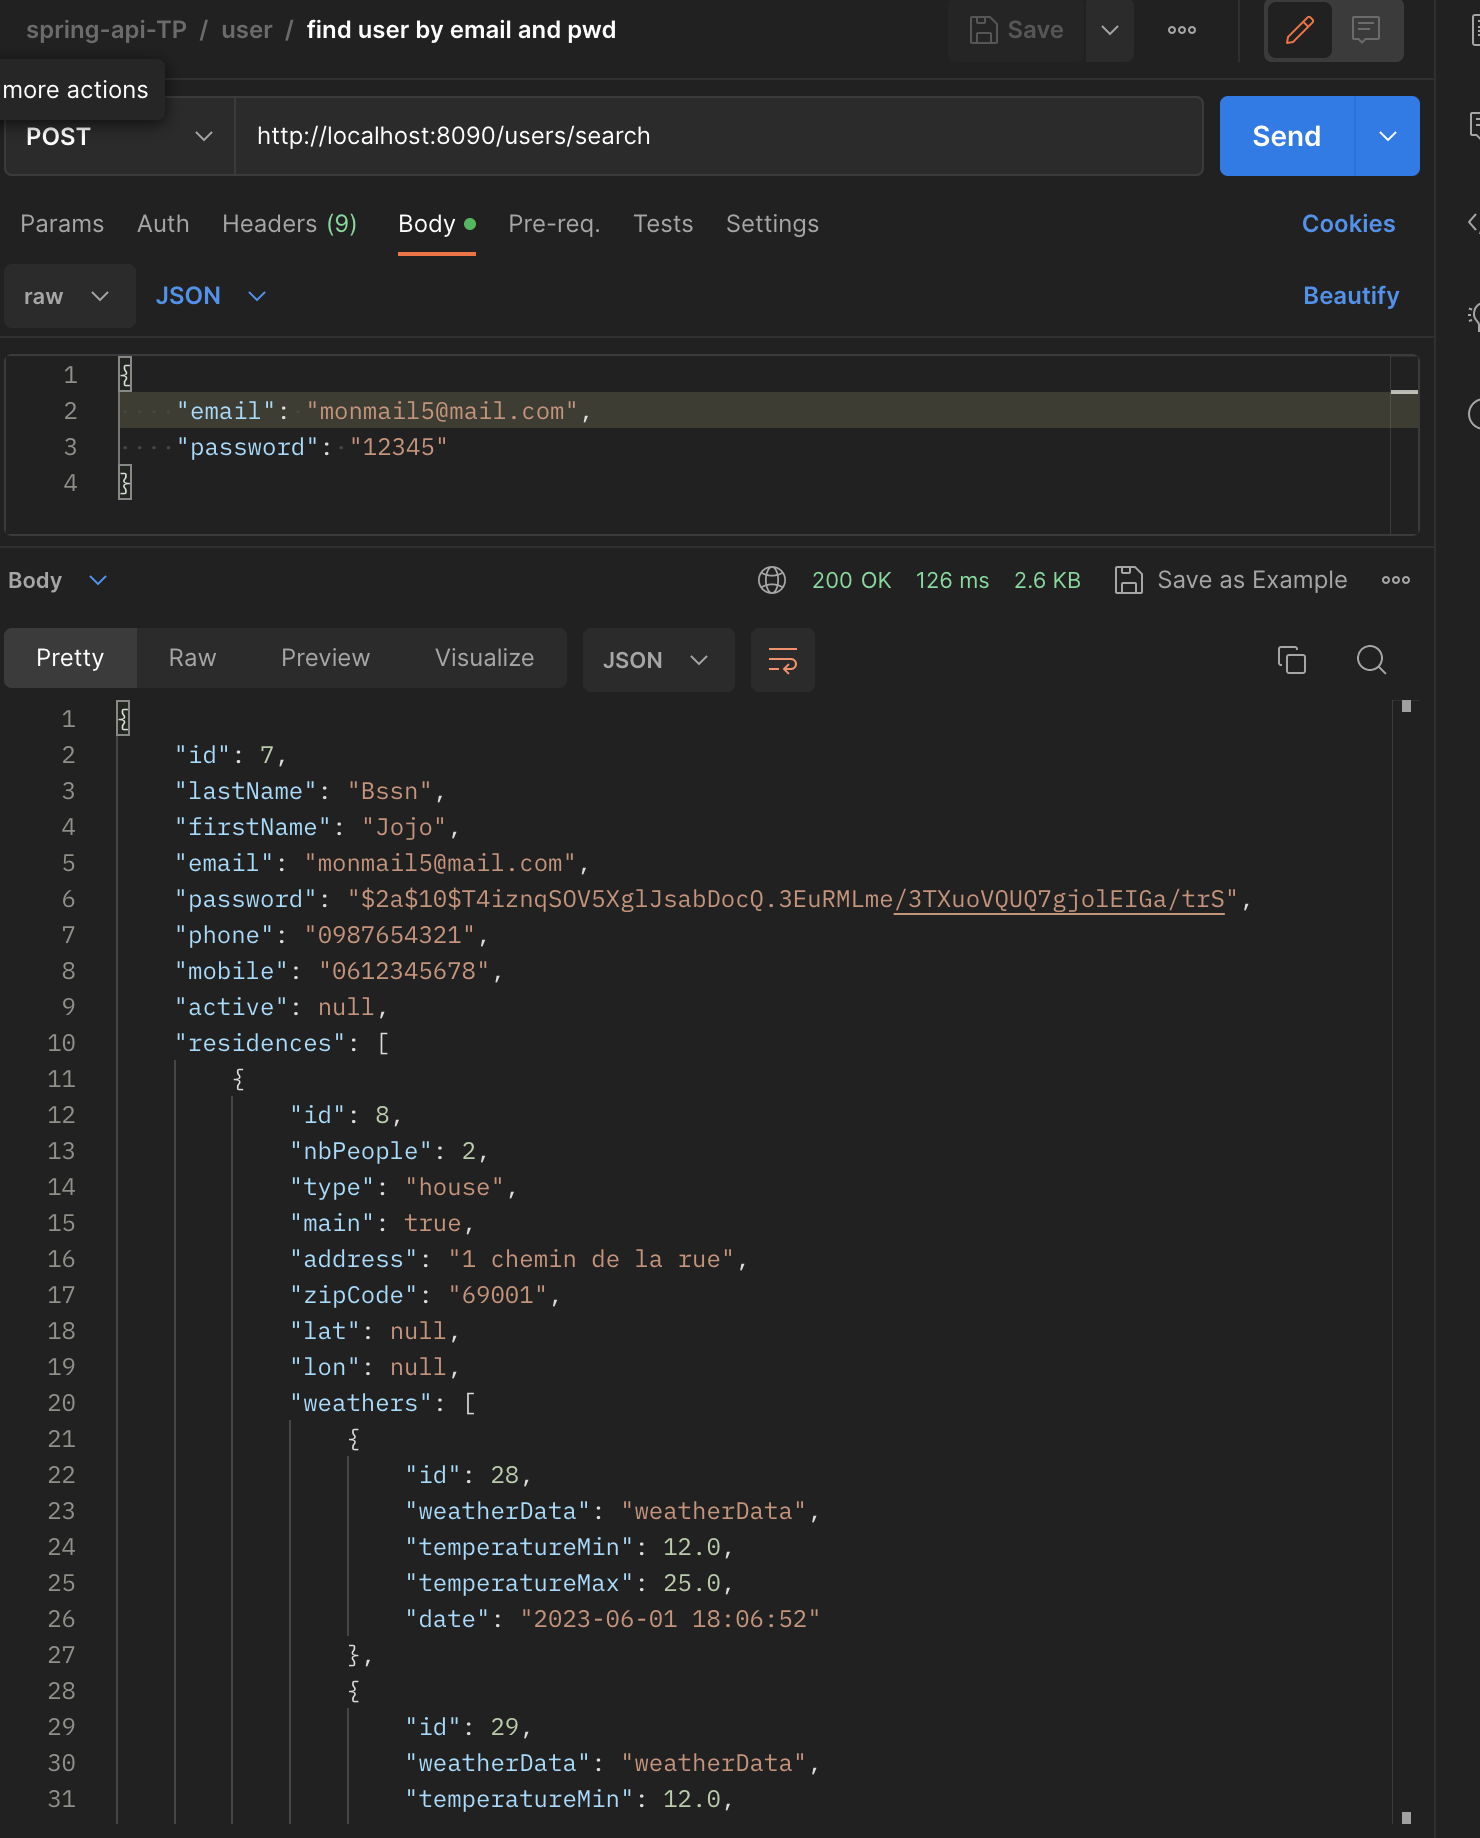 spring-api-TP / user / find user by email and pwd
Save
more actions
POST
http://localhost:8090/users/search
Send
Params Auth Headers (9) Body Pre-req. Tests Settings Cookies
raw JSON Beautify
1 {
2 "email": "monmail5@mail.com",
3 "password": "12345"
4 }
Body 200 OK 126 ms 2.6 KB Save as Example
Pretty Raw Preview Visualize JSON
1 {
2 "id": 7,
3 "lastName": "Bssn",
4 "firstName": "Jojo",
5 "email": "monmail5@mail.com",
6 "password": "$2a$10$T4iznqSOV5XglJsabDocQ.3EuRMLme/3TXuoVQUQ7gjolEIGa/trS",
7 "phone": "0987654321",
8 "mobile": "0612345678",
9 "active": null,
10 "residences": [
11 {
12 "id": 8,
13 "nbPeople": 2,
14 "type": "house",
15 "main": true,
16 "address": "1 chemin de la rue",
17 "zipCode": "69001",
18 "lat": null,
19 "lon": null,
20 "weathers": [
21 {
22 "id": 28,
23 "weatherData": "weatherData",
24 "temperatureMin": 12.0,
25 "temperatureMax": 25.0,
26 "date": "2023-06-01 18:06:52"
27 },
28 {
29 "id": 29,
30 "weatherData": "weatherData",
31 "temperatureMin": 12.0,